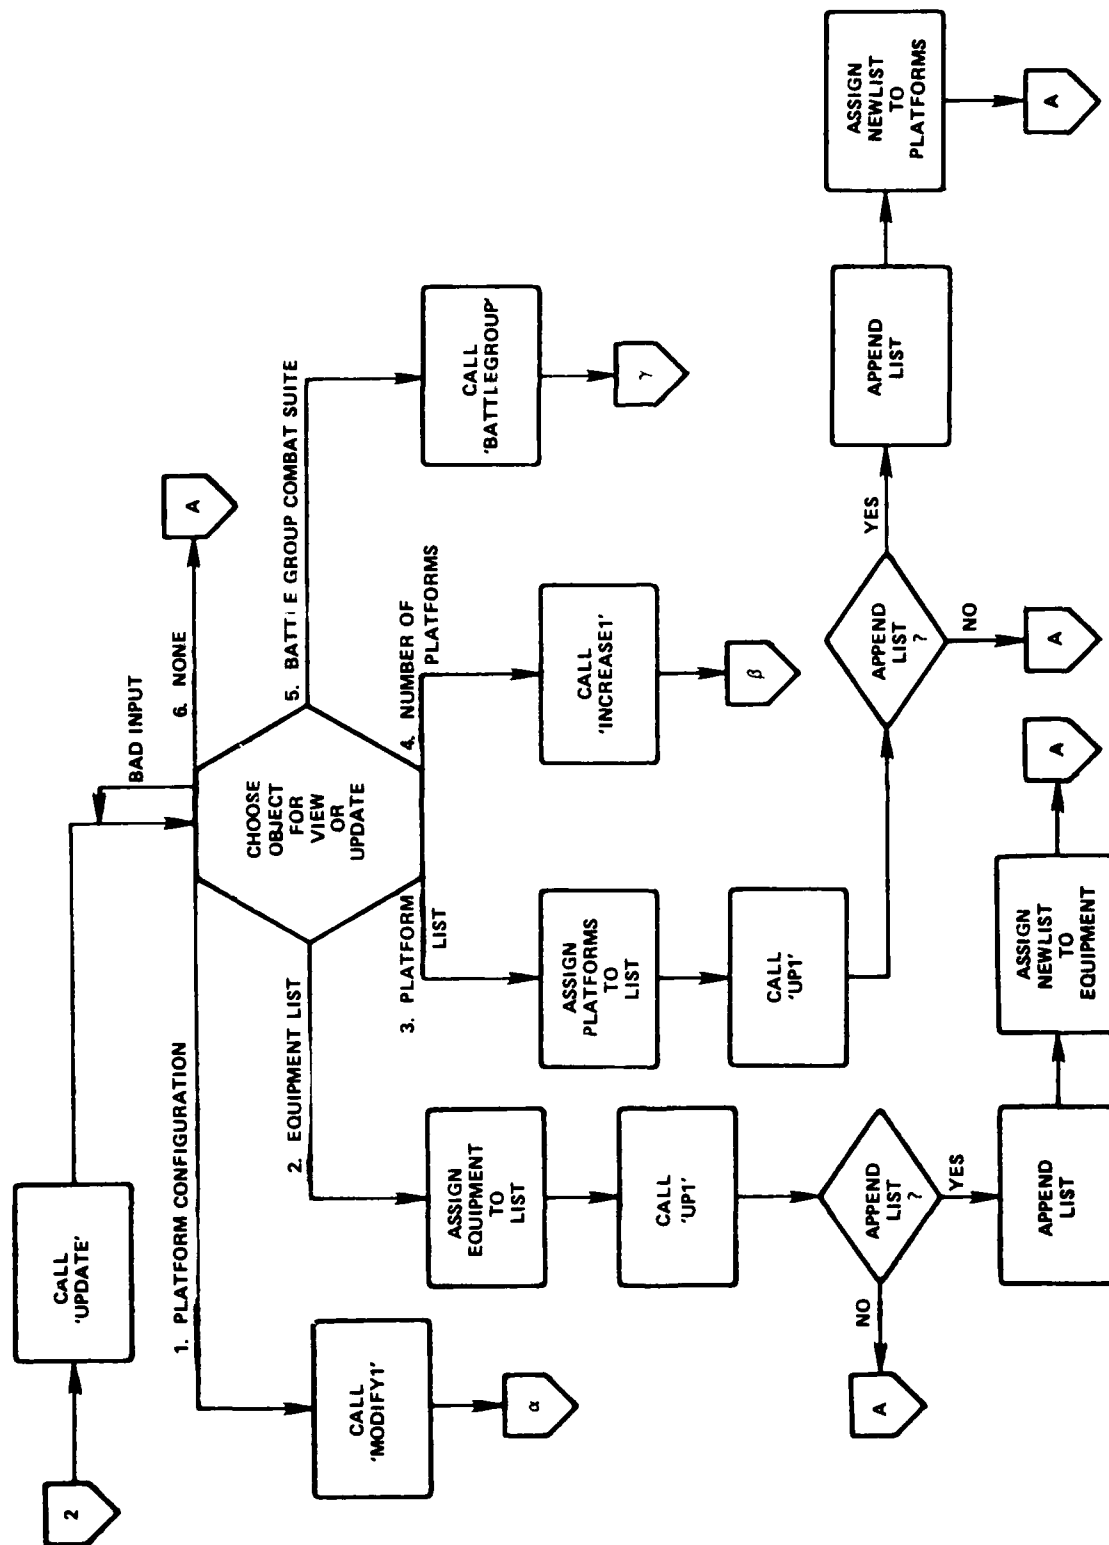 2
CALL
'UPDATE'
BAD INPUT
6. NONE
A
1. PLATFORM CONFIGURATION
CHOOSE
OBJECT
FOR
VIEW
OR
UPDATE
5. BATTLE GROUP COMBAT SUITE
2. EQUIPMENT LIST
3. PLATFORM
LIST
4. NUMBER OF
PLATFORMS
CALL
'MODIFY1'
α
ASSIGN
EQUIPMENT
TO
LIST
CALL
'UP1'
APPEND
LIST
?
NO
A
YES
APPEND
LIST
ASSIGN
NEWLIST
TO
EQUIPMENT
A
ASSIGN
PLATFORMS
TO
LIST
CALL
'UP1'
APPEND
LIST
?
NO
A
YES
APPEND
LIST
ASSIGN
NEWLIST
TO
PLATFORMS
A
CALL
'INCREASE1'
β
CALL
'BATTLEGROUP'
γ